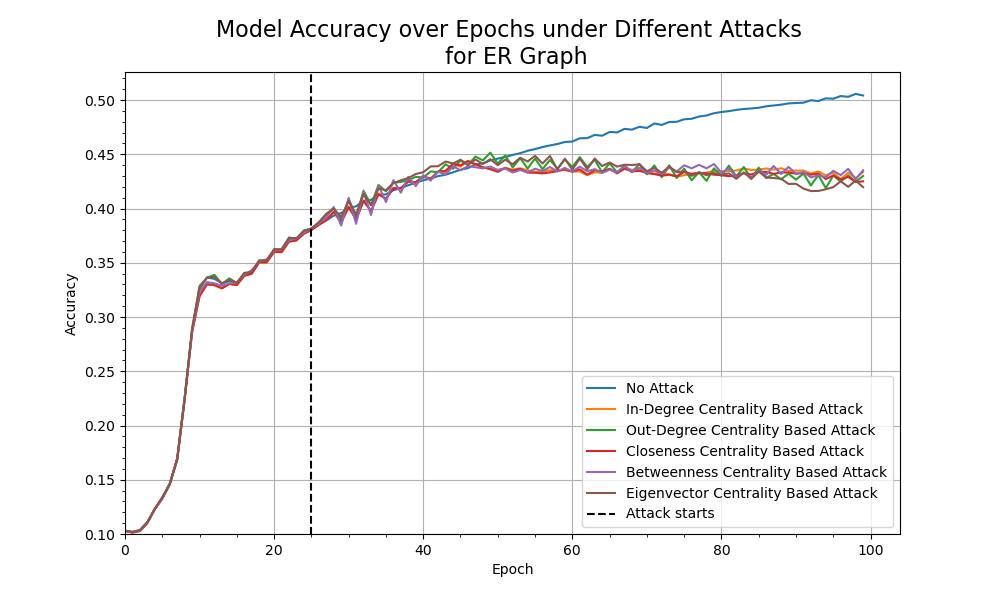 Model Accuracy over Epochs under Different Attacks
for ER Graph
0.50
0.45
0.40
0.35
0.30
0.25
0.20
0.15
0.10
Accuracy
No Attack
In-Degree Centrality Based Attack
Out-Degree Centrality Based Attack
Closeness Centrality Based Attack
Betweenness Centrality Based Attack
Eigenvector Centrality Based Attack
Attack starts
0 20 40 60 80 100
Epoch